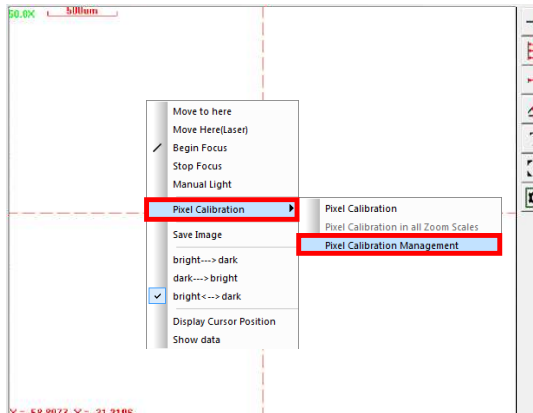 50.0X 500um
Move to here
Move Here(Laser)
Begin Focus
Stop Focus
Manual Light
Pixel Calibration
Save Image
bright--->dark
dark--->bright
bright<-->dark
Display Cursor Position
Show data
Pixel Calibration
Pixel Calibration in all Zoom Scales
Pixel Calibration Management